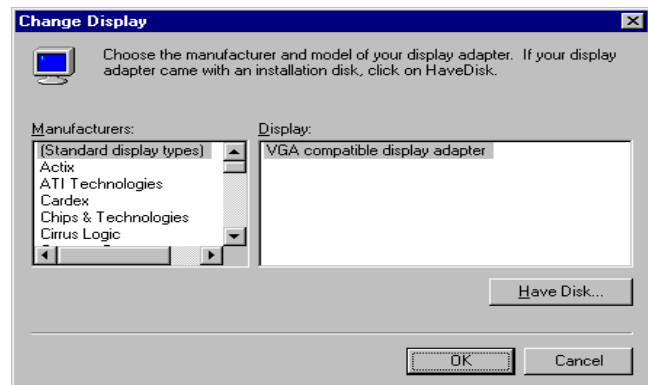 Change Display
Choose the manufacturer and model of your display adapter. If your display
adapter came with an installation disk, click on HaveDisk.
Manufacturers:
(Standard display types)
Actix
ATI Technologies
Cardex
Chips & Technologies
Cirrus Logic
Display:
VGA compatible display adapter
Have Disk...
OK
Cancel